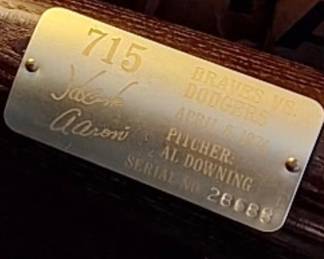 715
BRAVES VS.
DODGERS
APRIL 8, 1974
Aaron
PITCHER:
AL DOWNING
SERIAL NO. 28688